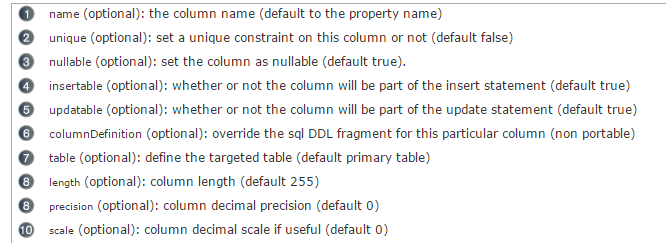 1 name (optional): the column name (default to the property name)
2 unique (optional): set a unique constraint on this column or not (default false)
3 nullable (optional): set the column as nullable (default true).
4 insertable (optional): whether or not the column will be part of the insert statement (default true)
5 updatable (optional): whether or not the column will be part of the update statement (default true)
6 columnDefinition (optional): override the sql DDL fragment for this particular column (non portable)
7 table (optional): define the targeted table (default primary table)
8 length (optional): column length (default 255)
8 precision (optional): column decimal precision (default 0)
10 scale (optional): column decimal scale if useful (default 0)